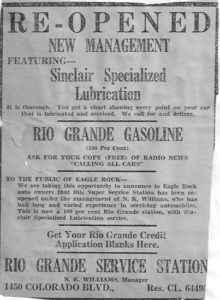 RE-OPENED
NEW MANAGEMENT
FEATURING—
Sinclair Specialized
Lubrication
It is thorough. You get a chart showing every point on your car
that is lubricated and serviced. We call for and deliver.
RIO GRANDE GASOLINE
(100 Per Cent)
ASK FOR YOUR COPY (FREE) OF RADIO NEWS
"CALLING ALL CARS"
TO THE PUBLIC OF EAGLE ROCK—
We are taking this opportunity to announce to Eagle Rock
auto owners that this Super Service Station has been re-
opened under the management of N. K. Williams, who has
had long and varied experience in servicing automobiles.
This is now a 100 per cent Rio Grande station, with Sin-
clair Specialized Lubrication service.
Get Your Rio Grande Credit
Application Blanks Here.
RIO GRANDE SERVICE STATION
N. K. WILLIAMS, Manager
1450 COLORADO BLVD., Res. CL. 64497